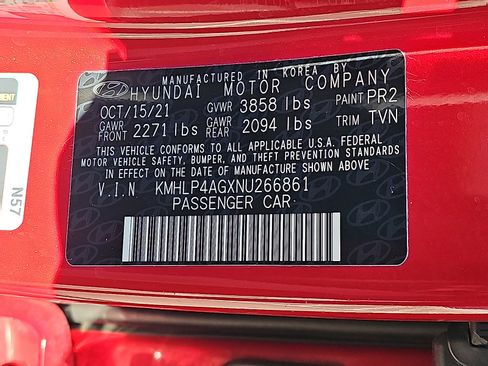 MANUFACTURED IN KOREA BY
HYUNDAI MOTOR COMPANY
OCT/15/21 GVWR 3858 lbs PAINT PR2
GAWR FRONT 2271 lbs GAWR REAR 2094 lbs TRIM TVN
THIS VEHICLE CONFORMS TO ALL APPLICABLE U.S.A. FEDERAL
MOTOR VEHICLE SAFETY, BUMPER, AND THEFT PREVENTION STANDARDS
IN EFFECT ON THE DATE OF MANUFACTURE SHOWN ABOVE
V.I.N KMHLP4AGXNU266861
PASSENGER CAR
N57